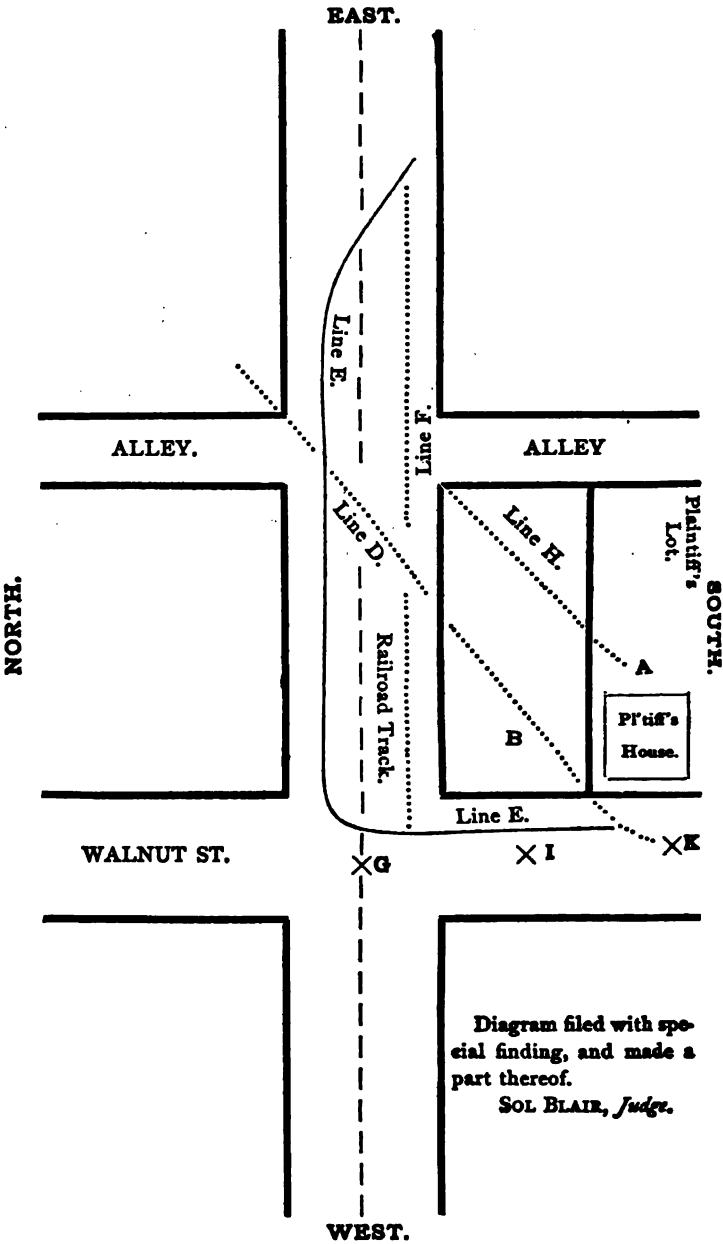 EAST.
Line E.
Line F.
ALLEY.
ALLEY
Line D.
Line H.
Plaintiff's
Lot.
NORTH.
SOUTH.
A
Railroad Track.
B
Pl'tiff's
House.
Line E.
WALNUT ST.
G
I
K
Diagram filed with spe-
cial finding, and made a
part thereof.
SOL BLAIR, Judge.
WEST.